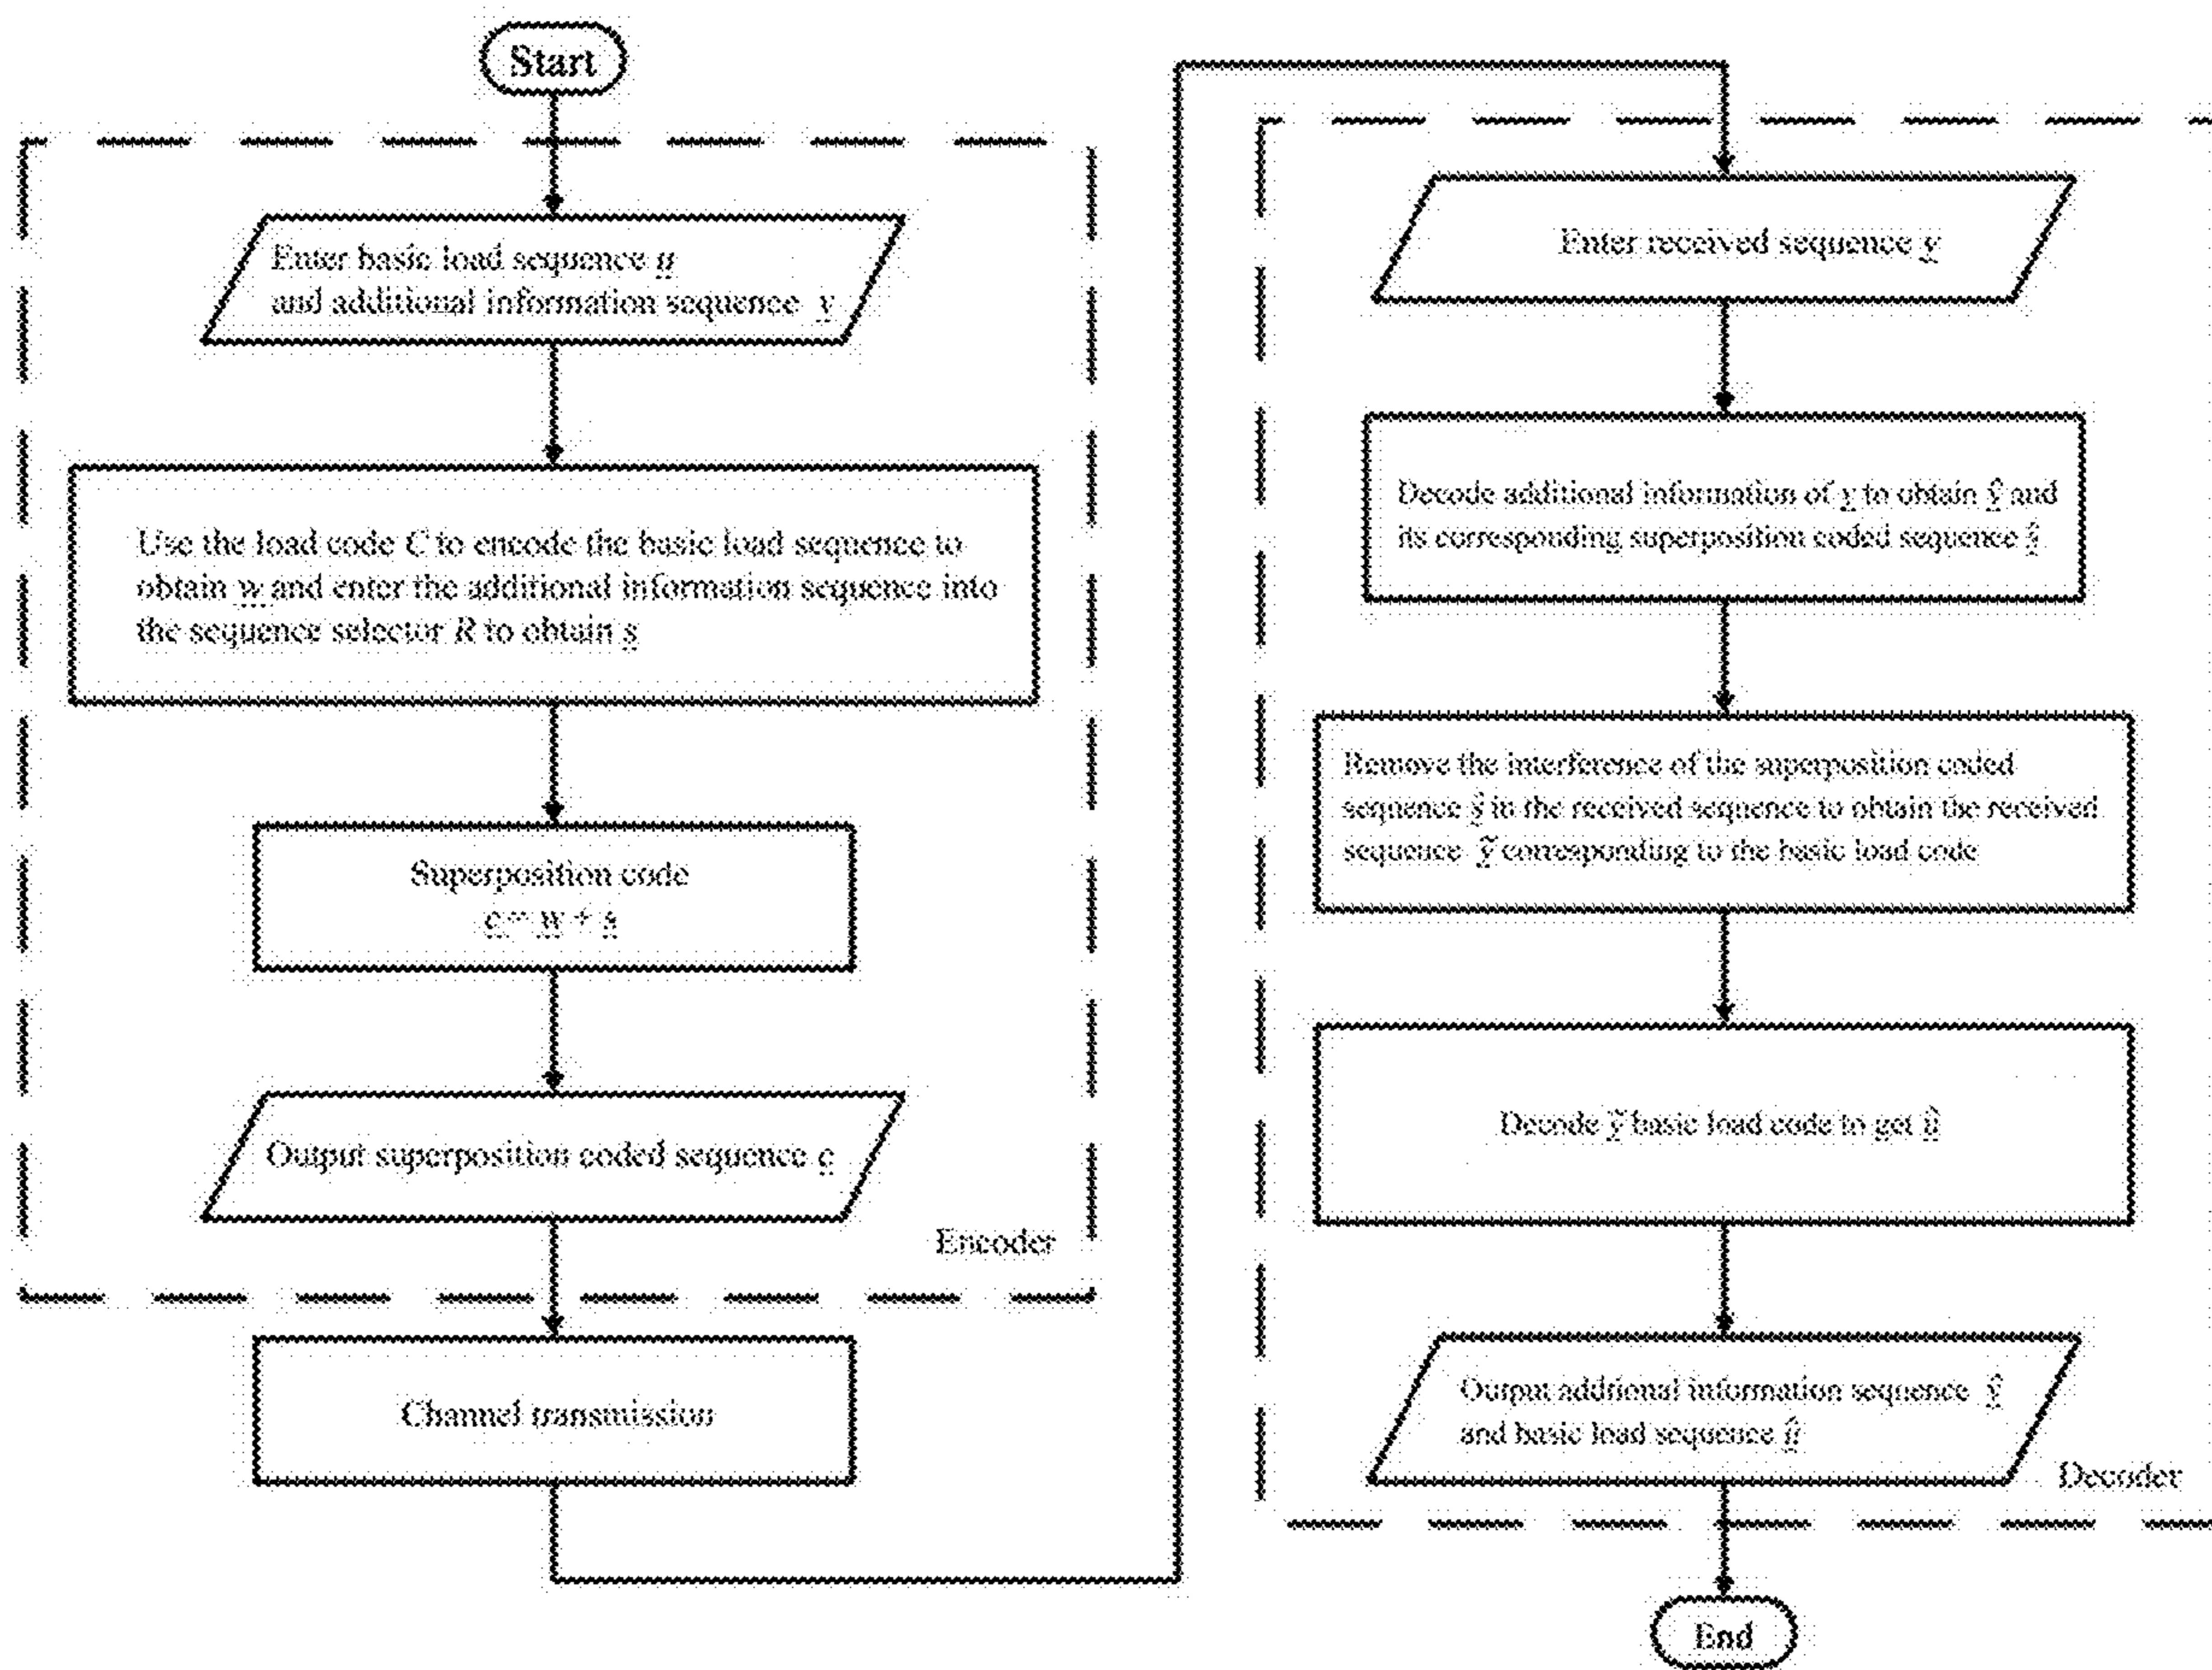 Start
Enter basic load sequence u
and additional information sequence v
Use the load code C to encode the basic load sequence to
obtain w and enter the additional information sequence into
the sequence selector R to obtain s
Superposition code
c = w + s
Output superposition coded sequence c
Encoder
Channel transmission
Enter received sequence y
Decode additional information of y to obtain v̂ and
its corresponding superposition coded sequence ŝ
Remove the interference of the superposition coded
sequence ŝ in the received sequence to obtain the received
sequence ỹ corresponding to the basic load code
Decode ỹ basic load code to get û
Output additional information sequence v̂
and basic load sequence û
Decoder
End